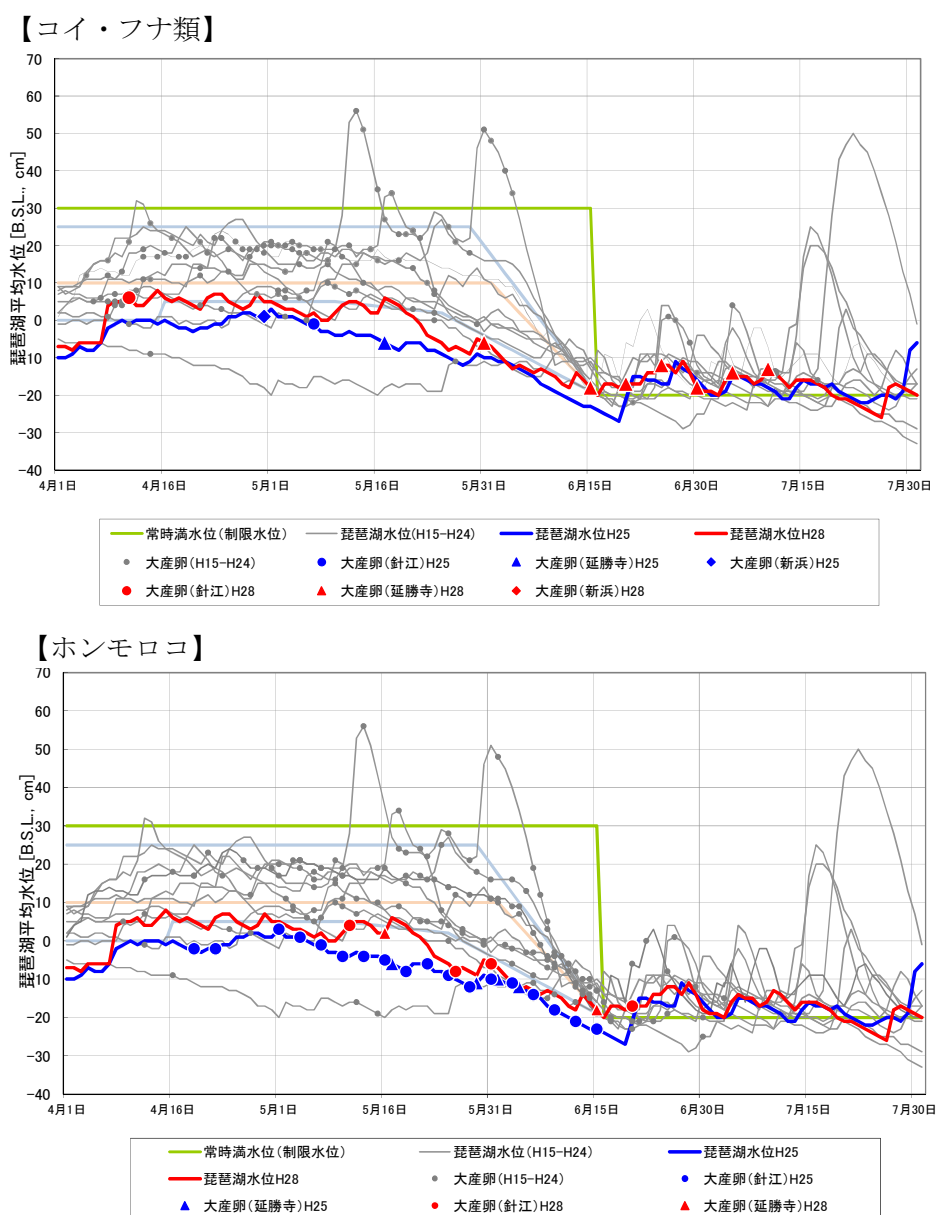 【コイ・フナ類】
琵琶湖平均水位 [B.S.L., cm]
70
60
50
40
30
20
10
0
-10
-20
-30
-40
4月1日 4月16日 5月1日 5月16日 5月31日 6月15日 6月30日 7月15日 7月30日
常時満水位(制限水位) 琵琶湖水位(H15-H24) 琵琶湖水位H25 琵琶湖水位H28
大産卵(H15-H24) 大産卵(針江)H25 大産卵(延勝寺)H25 大産卵(新浜)H25
大産卵(針江)H28 大産卵(延勝寺)H28 大産卵(新浜)H28
【ホンモロコ】
琵琶湖平均水位 [B.S.L., cm]
70
60
50
40
30
20
10
0
-10
-20
-30
-40
4月1日 4月16日 5月1日 5月16日 5月31日 6月15日 6月30日 7月15日 7月30日
常時満水位(制限水位) 琵琶湖水位(H15-H24) 琵琶湖水位H25
琵琶湖水位H28 大産卵(H15-H24) 大産卵(針江)H25
大産卵(延勝寺)H25 大産卵(針江)H28 大産卵(延勝寺)H28